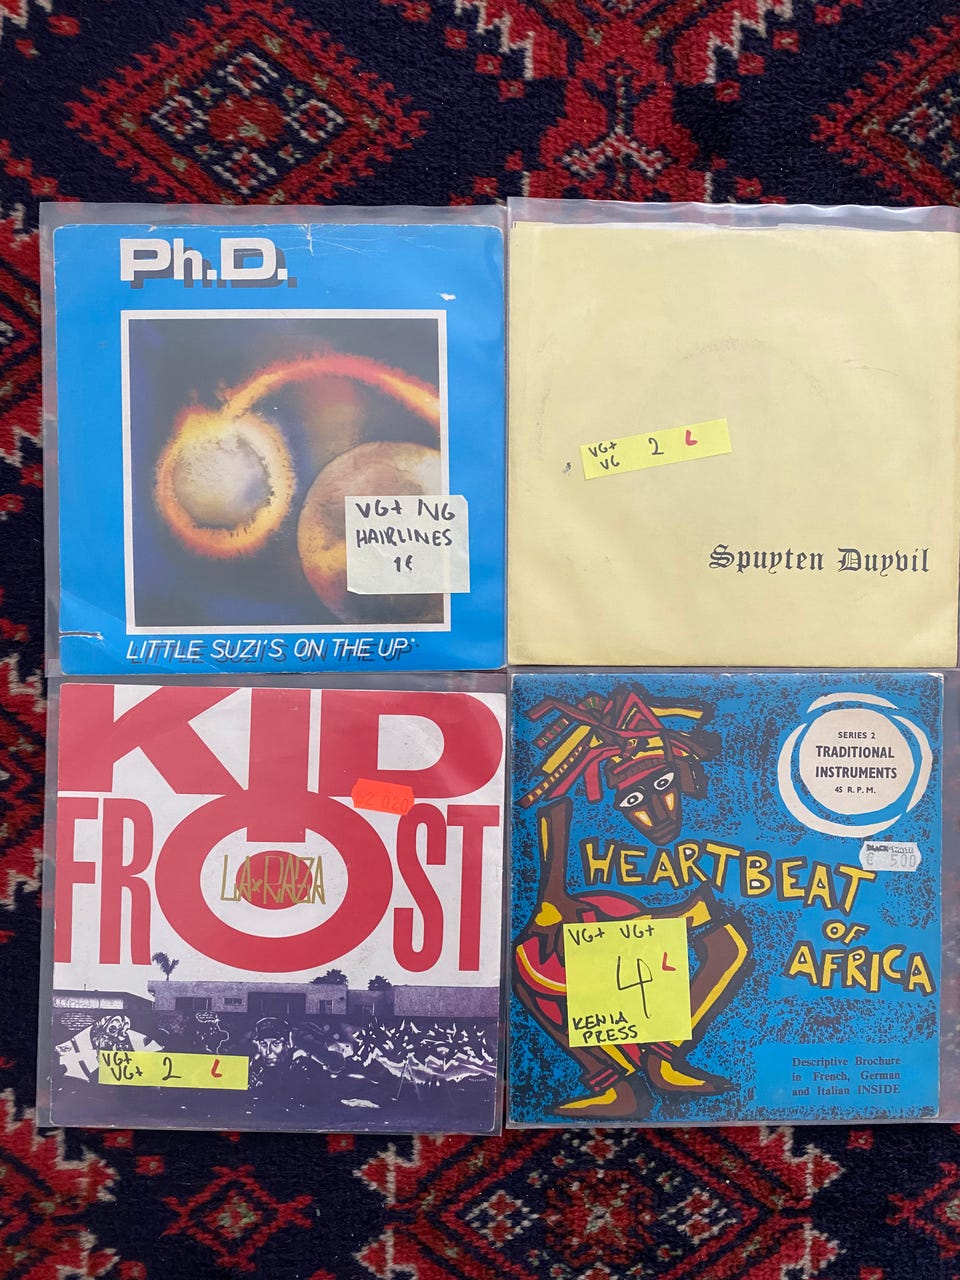 Ph.D.
VG+ VG
HAIRLINES
1€
LITTLE SUZI'S ON THE UP
VG+
VG
2 L
Spuyten Duyvil
KID
FROST
LA RAZA
VG+
VG+
2 L
SERIES 2
TRADITIONAL
INSTRUMENTS
45 R.P.M.
€ 5,00
HEARTBEAT
OF
AFRICA
VG+ VG+
4 L
KENIA
PRESS
Descriptive Brochure
in French, German
and Italian INSIDE